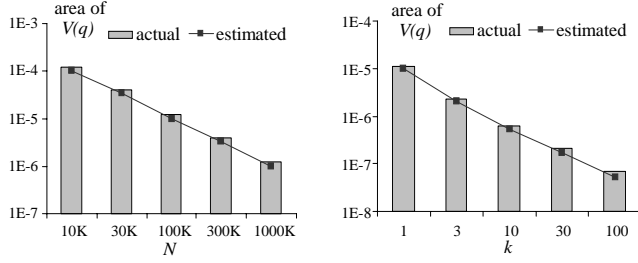 area of
V(q)
actual
estimated
1E-3
1E-4
1E-5
1E-6
1E-7
10K 30K 100K 300K 1000K
N
area of
V(q)
actual
estimated
1E-4
1E-5
1E-6
1E-7
1E-8
1 3 10 30 100
k